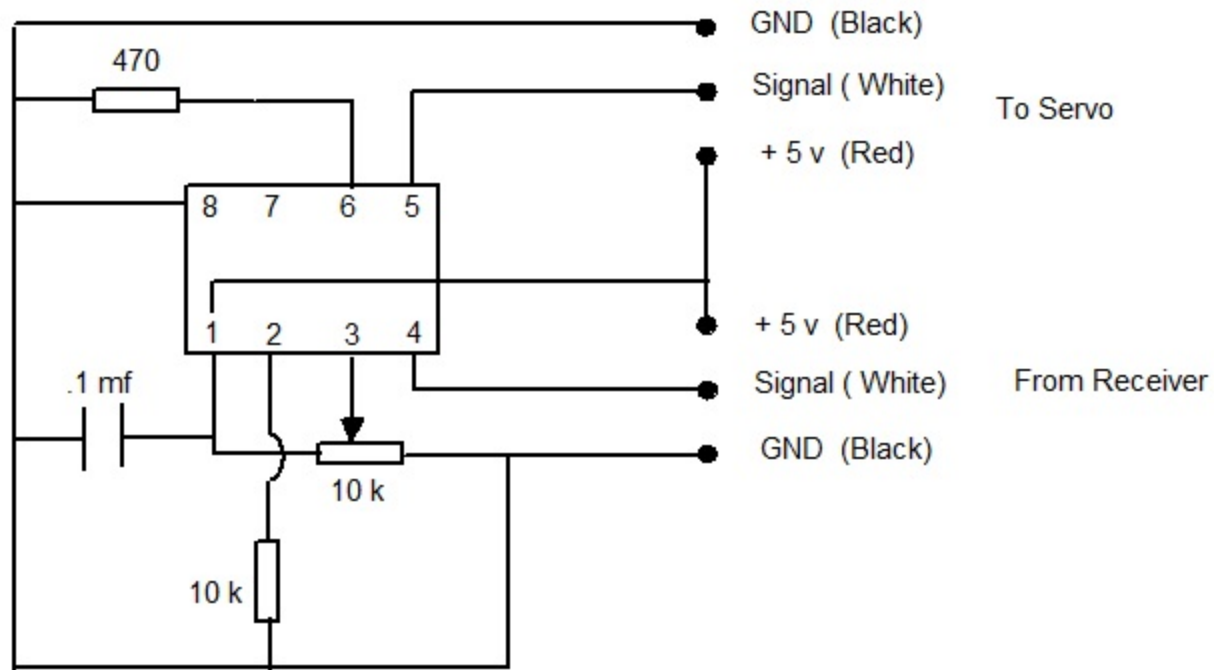 GND (Black)
470
Signal ( White)
To Servo
+ 5 v (Red)
8 7 6 5
1 2 3 4
+ 5 v (Red)
.1 mf
Signal ( White)
From Receiver
GND (Black)
10 k
10 k